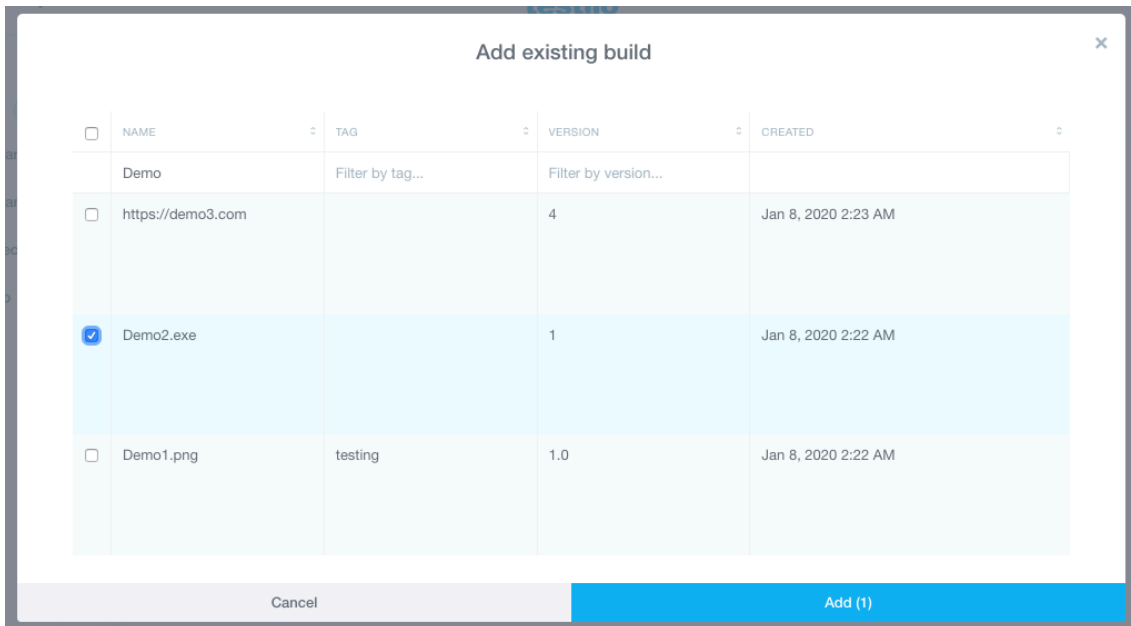 Add existing build
×
NAME TAG VERSION CREATED
Demo Filter by tag... Filter by version...
https://demo3.com 4 Jan 8, 2020 2:23 AM
Demo2.exe 1 Jan 8, 2020 2:22 AM
Demo1.png testing 1.0 Jan 8, 2020 2:22 AM
Cancel Add (1)